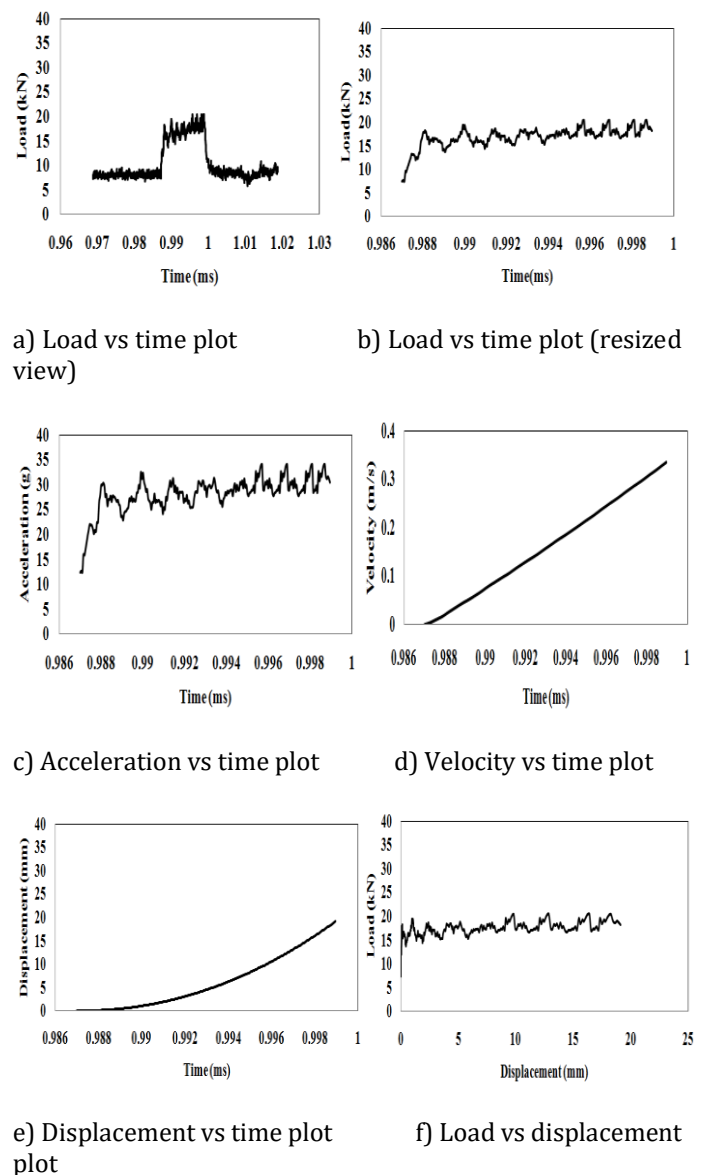 40
35
30
25
20
15
10
5
0
Load (kN)
0.96 0.97 0.98 0.99 1 1.01 1.02 1.03
Time (ms)
40
35
30
25
20
15
10
5
0
Load(kN)
0.986 0.988 0.99 0.992 0.994 0.996 0.998 1
Time(ms)
a) Load vs time plot b) Load vs time plot (resized
view)
40
35
30
25
20
15
10
5
0
Acceleration (g)
0.986 0.988 0.99 0.992 0.994 0.996 0.998 1
Time (ms)
0.4
0.3
0.2
0.1
0
Velocity (m/s)
0.986 0.988 0.99 0.992 0.994 0.996 0.998 1
Time (ms)
c) Acceleration vs time plot d) Velocity vs time plot
40
35
30
25
20
15
10
5
0
Displacement (mm)
0.986 0.988 0.99 0.992 0.994 0.996 0.998 1
Time (ms)
40
35
30
25
20
15
10
5
0
Load (kN)
0 5 10 15 20 25
Displacement (mm)
e) Displacement vs time plot f) Load vs displacement
plot